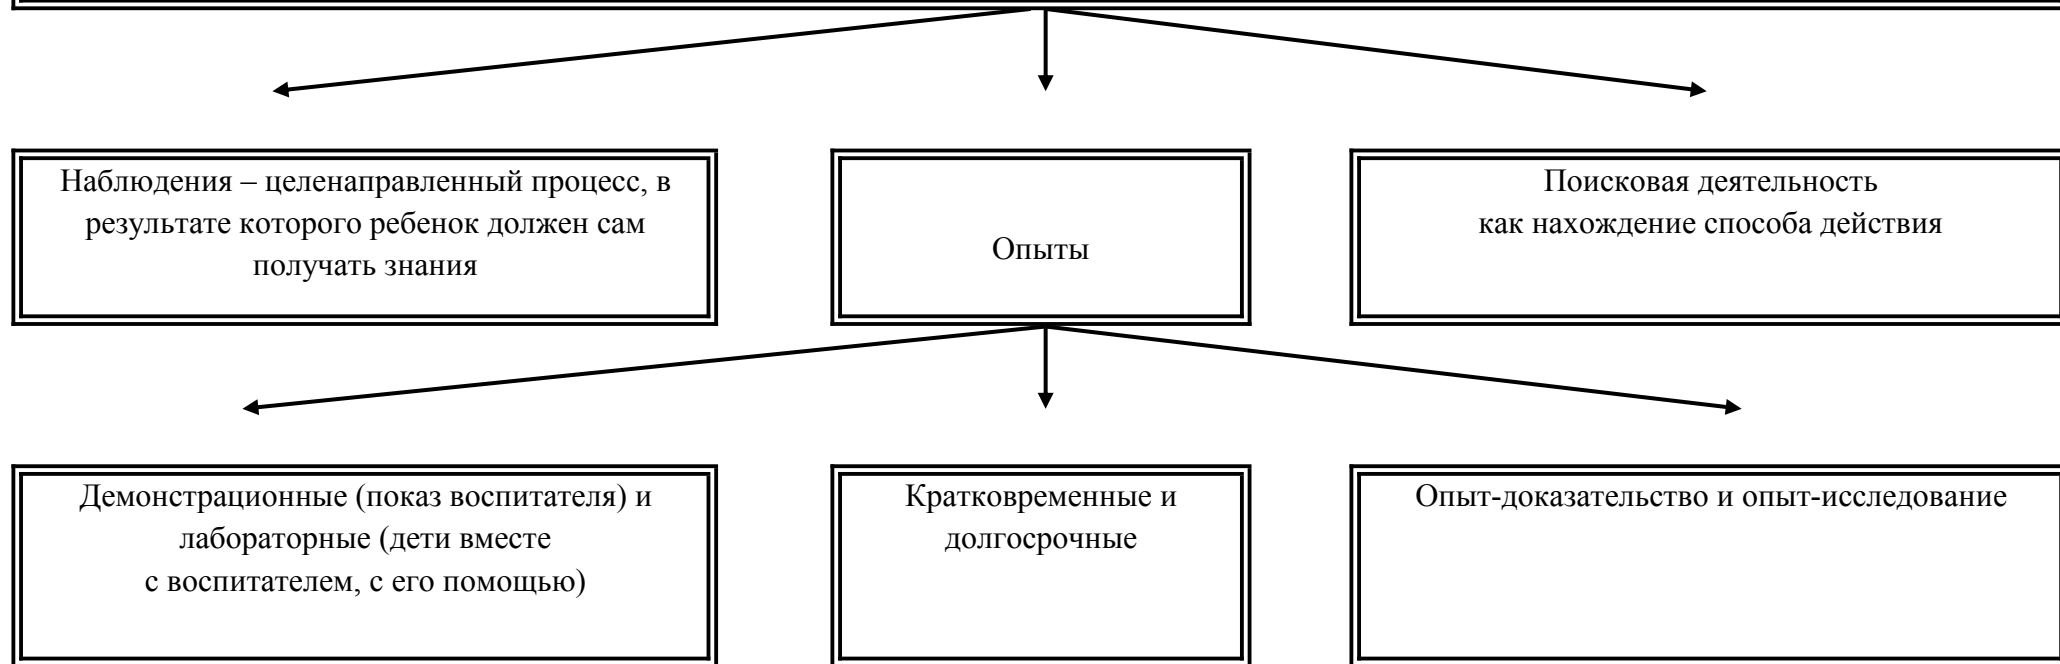 Наблюдения – целенаправленный процесс, в
результате которого ребенок должен сам
получать знания
Опыты
Поисковая деятельность
как нахождение способа действия
Демонстрационные (показ воспитателя) и
лабораторные (дети вместе
с воспитателем, с его помощью)
Кратковременные и
долгосрочные
Опыт-доказательство и опыт-исследование